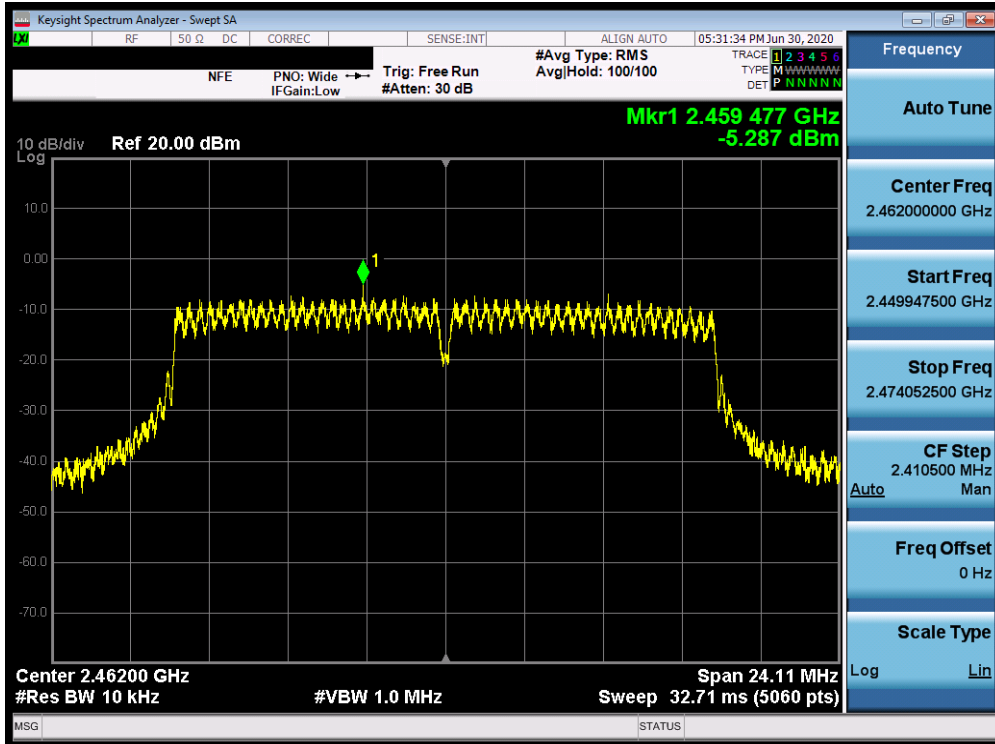 Keysight Spectrum Analyzer - Swept SA
LXI RF 50 Ω DC CORREC SENSE:INT ALIGN AUTO 05:31:34 PM Jun 30, 2020
NFE PNO: Wide Trig: Free Run #Avg Type: RMS TRACE 1 2 3 4 5 6
IFGain:Low #Atten: 30 dB Avg|Hold: 100/100 TYPE M WWWWW
DET P N N N N N
Mkr1 2.459 477 GHz
-5.287 dBm
10 dB/div Ref 20.00 dBm
Log
10.0
0.00
1
-10.0
-20.0
-30.0
-40.0
-50.0
-60.0
-70.0
Center 2.46200 GHz Span 24.11 MHz
#Res BW 10 kHz #VBW 1.0 MHz Sweep 32.71 ms (5060 pts)
MSG STATUS
Frequency
Auto Tune
Center Freq
2.462000000 GHz
Start Freq
2.449947500 GHz
Stop Freq
2.474052500 GHz
CF Step
2.410500 MHz
Auto Man
Freq Offset
0 Hz
Scale Type
Log Lin